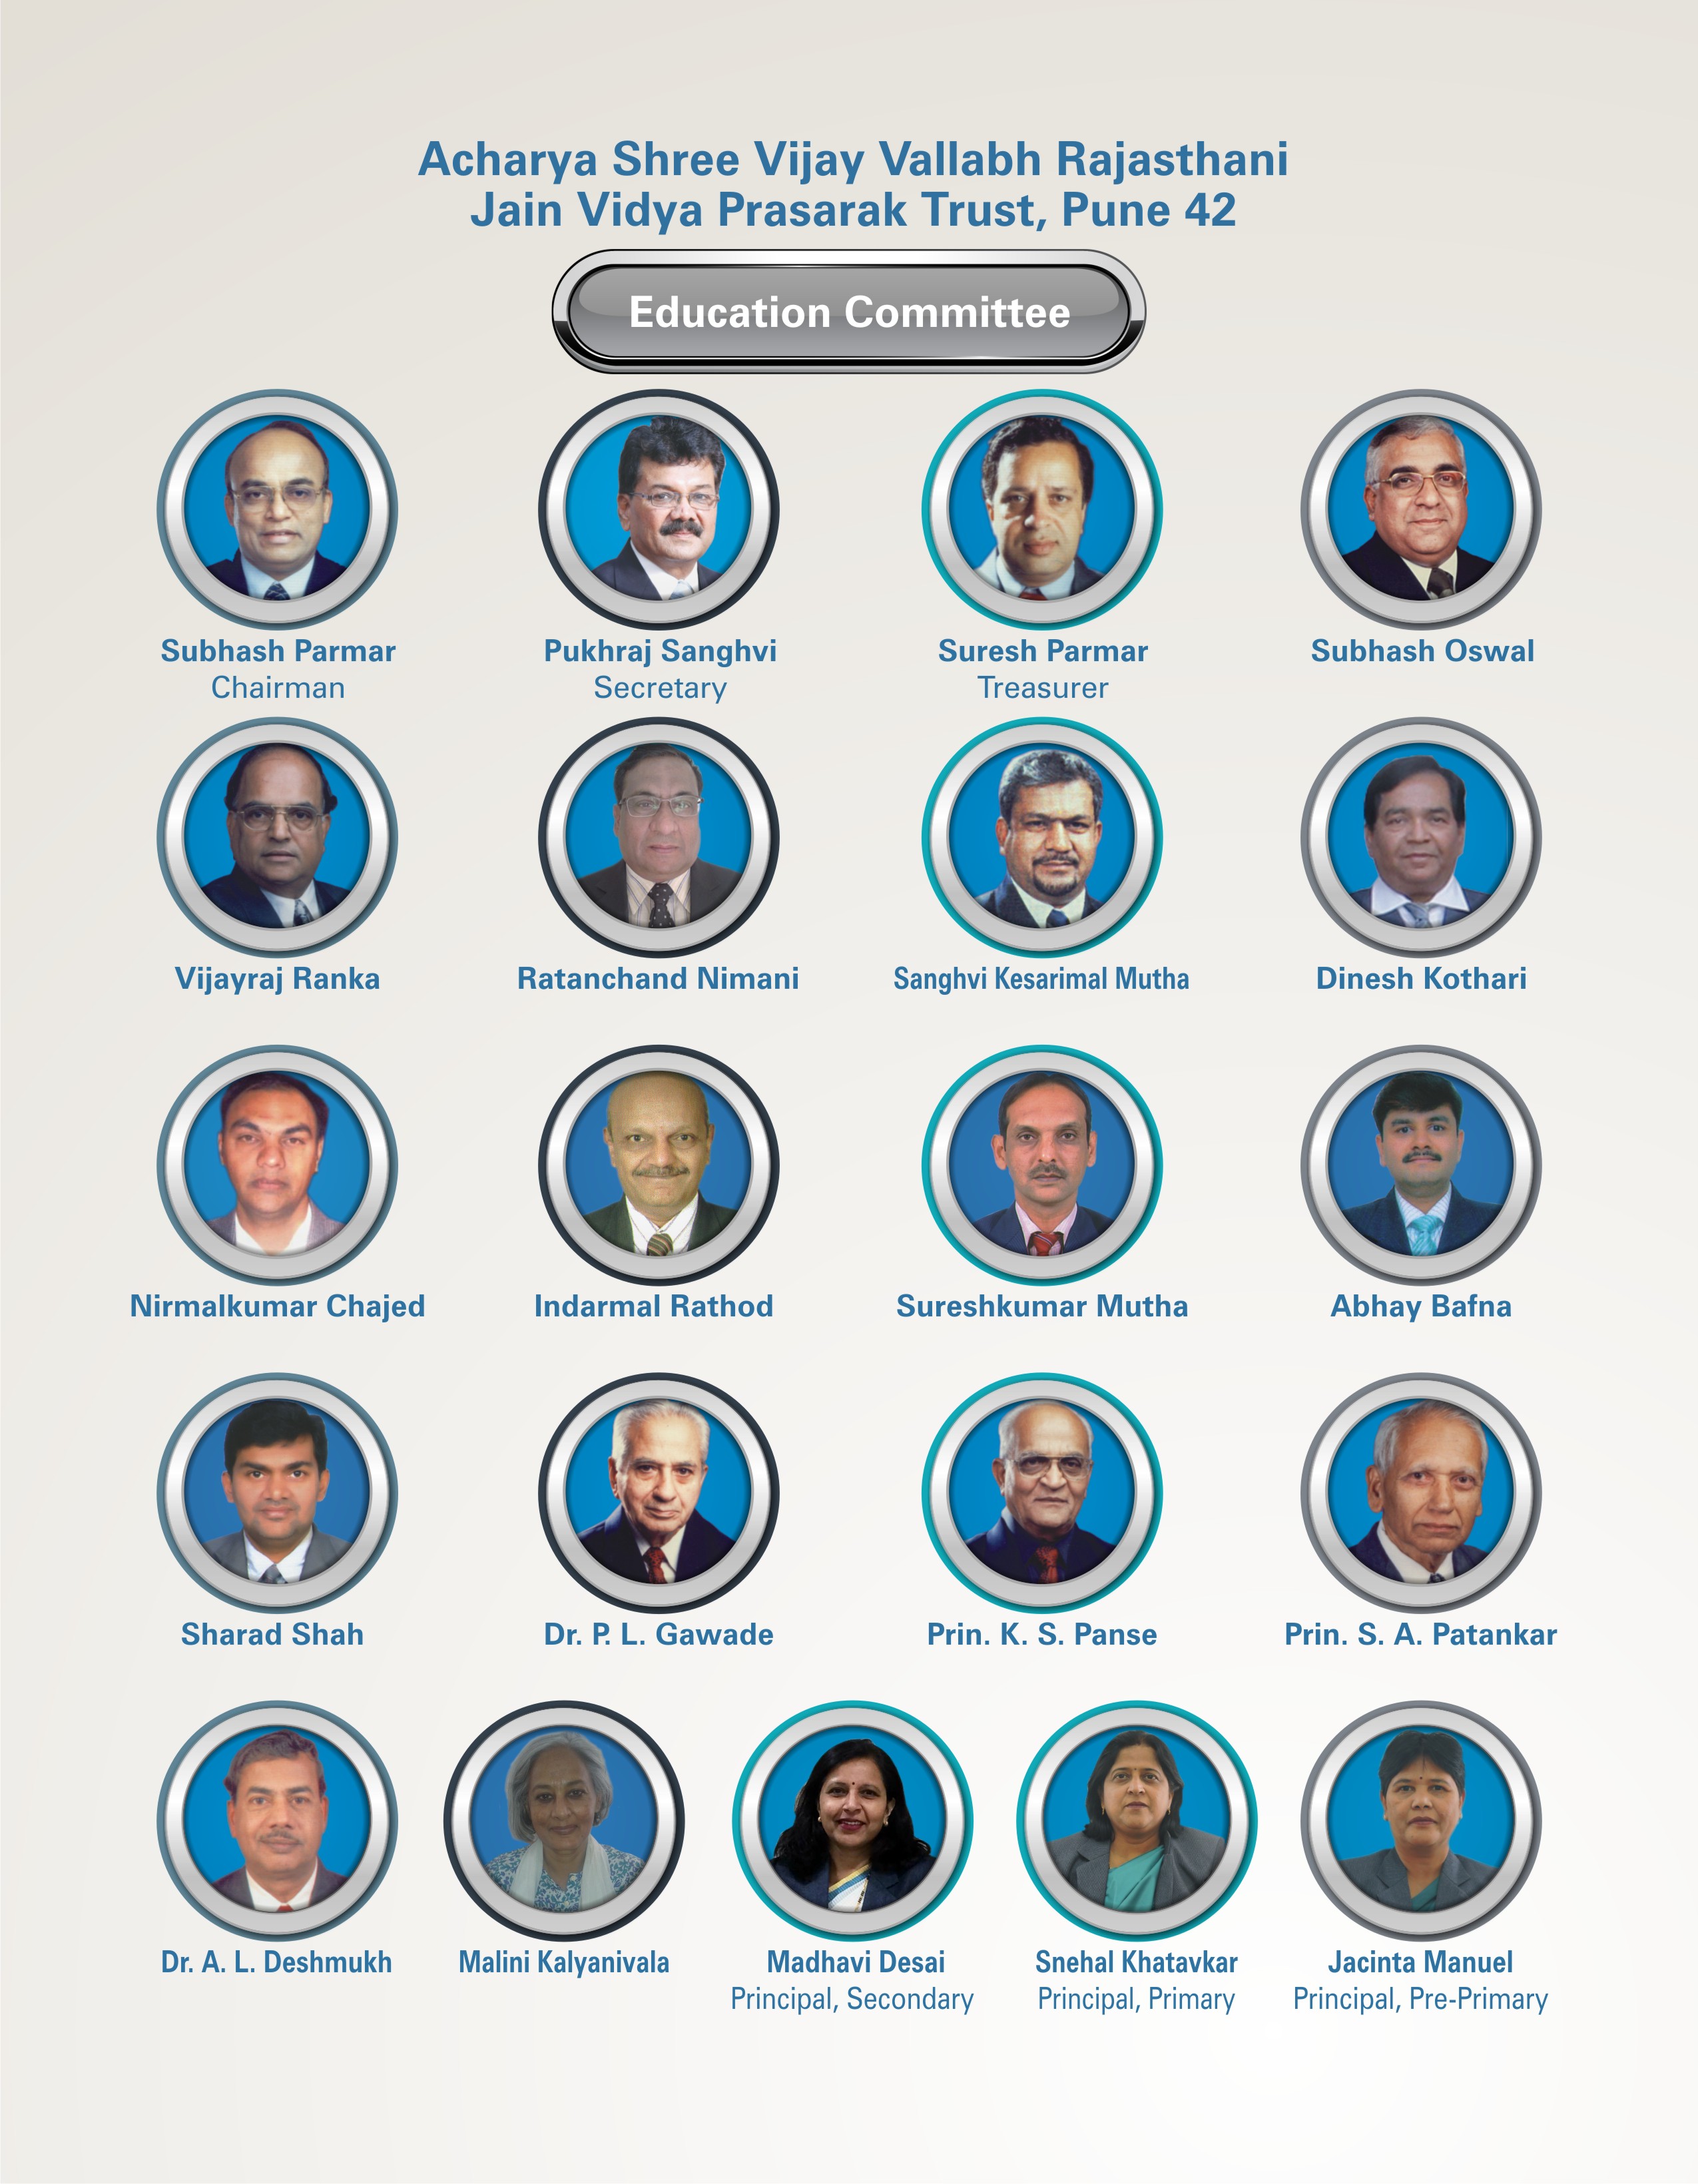 Acharya Shree Vijay Vallabh Rajasthani
Jain Vidya Prasarak Trust, Pune 42
Education Committee
Subhash Parmar
Chairman
Pukhraj Sanghvi
Secretary
Suresh Parmar
Treasurer
Subhash Oswal
Vijayraj Ranka
Ratanchand Nimani
Sanghvi Kesarimal Mutha
Dinesh Kothari
Nirmalkumar Chajed
Indarmal Rathod
Sureshkumar Mutha
Abhay Bafna
Sharad Shah
Dr. P. L. Gawade
Prin. K. S. Panse
Prin. S. A. Patankar
Dr. A. L. Deshmukh
Malini Kalyanivala
Madhavi Desai
Principal, Secondary
Snehal Khatavkar
Principal, Primary
Jacinta Manuel
Principal, Pre-Primary